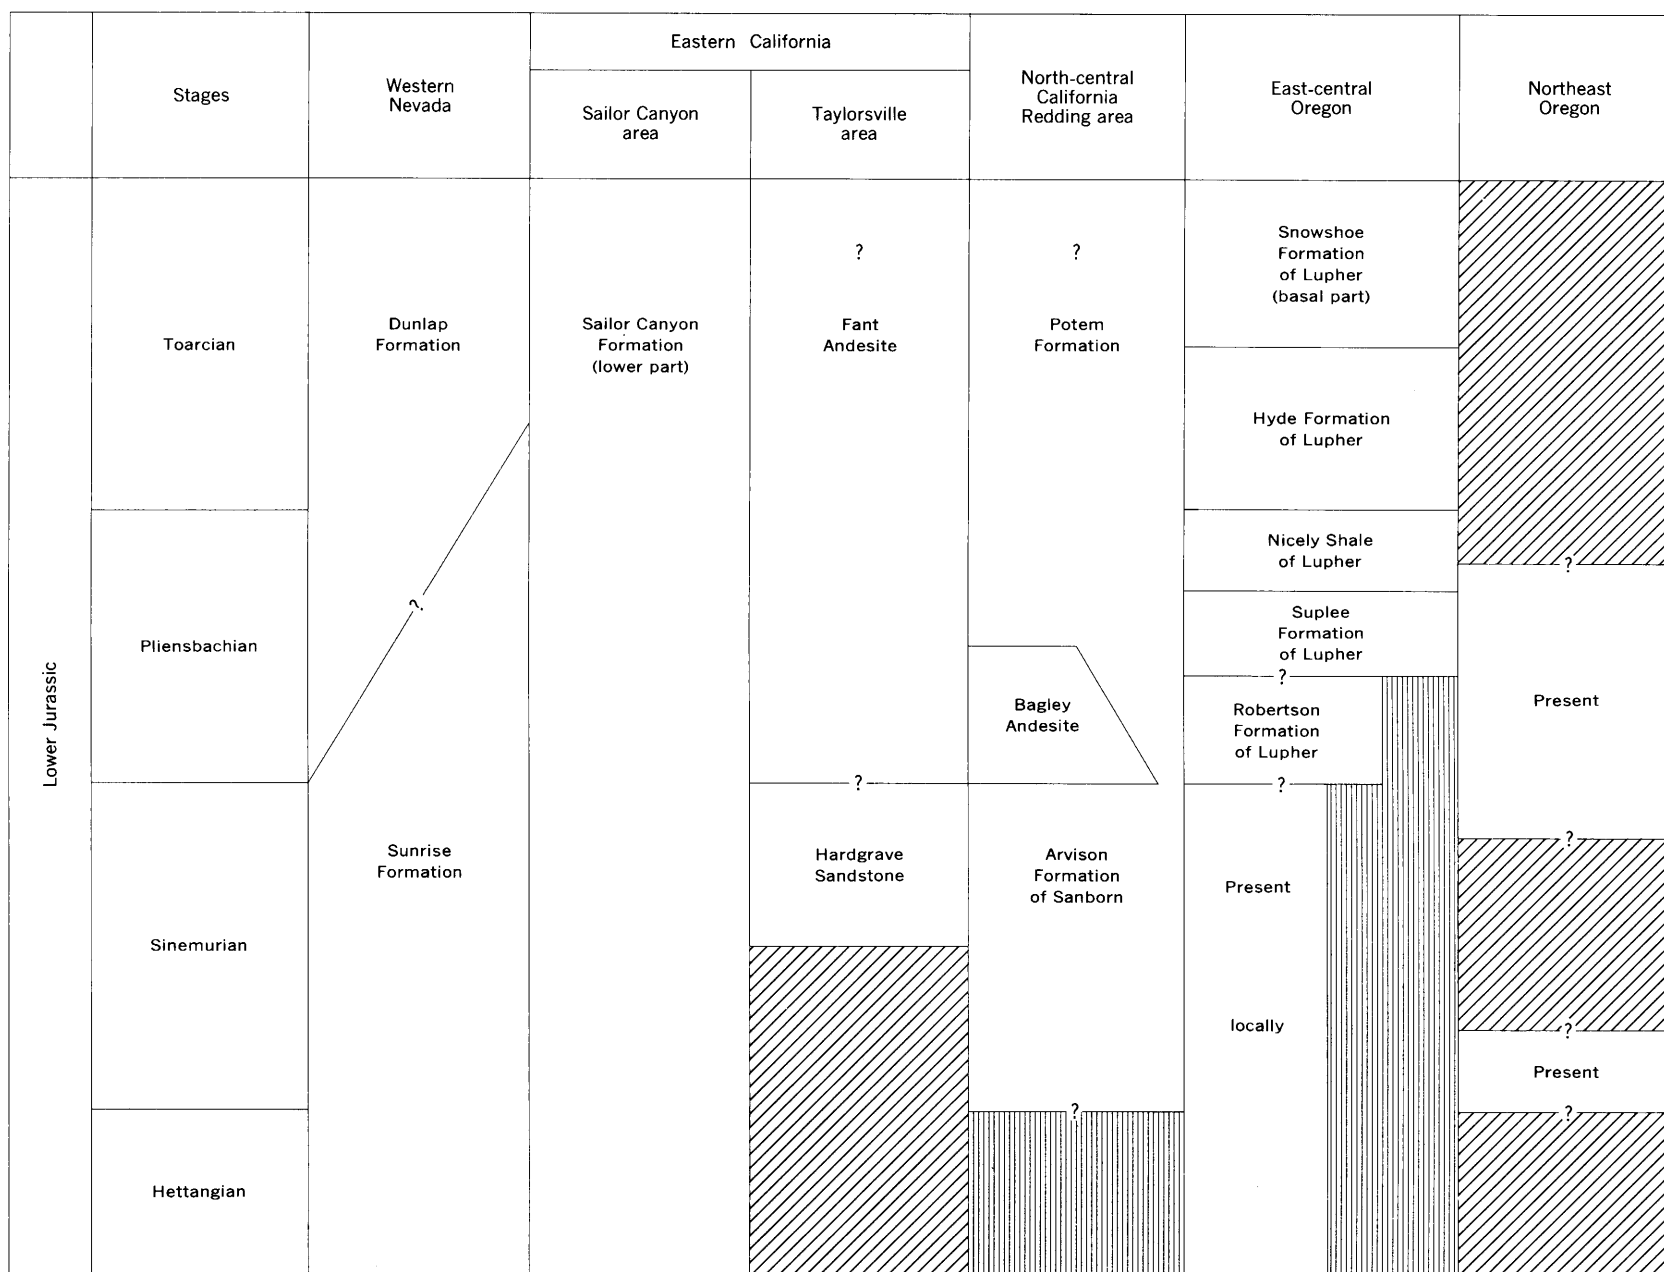 Stages
Western
Nevada
Eastern California
Sailor Canyon
area
Taylorsville
area
North-central
California
Redding area
East-central
Oregon
Northeast
Oregon
Lower Jurassic
Toarcian
Pliensbachian
Sinemurian
Hettangian
Dunlap
Formation
?
Sunrise
Formation
Sailor Canyon
Formation
(lower part)
?
Fant
Andesite
?
Hardgrave
Sandstone
?
Potem
Formation
Bagley
Andesite
Arvison
Formation
of Sanborn
?
Snowshoe
Formation
of Lupher
(basal part)
Hyde Formation
of Lupher
Nicely Shale
of Lupher
Suplee
Formation
of Lupher
?
Robertson
Formation
of Lupher
?
Present
locally
?
Present
?
?
Present
?